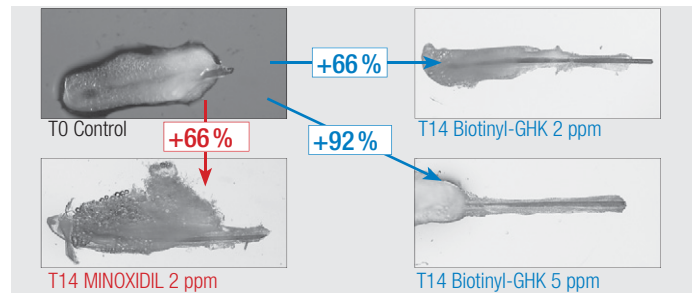 +66 %
T0 Control
T14 Biotinyl-GHK 2 ppm
+66 %
+92 %
T14 MINOXIDIL 2 ppm
T14 Biotinyl-GHK 5 ppm